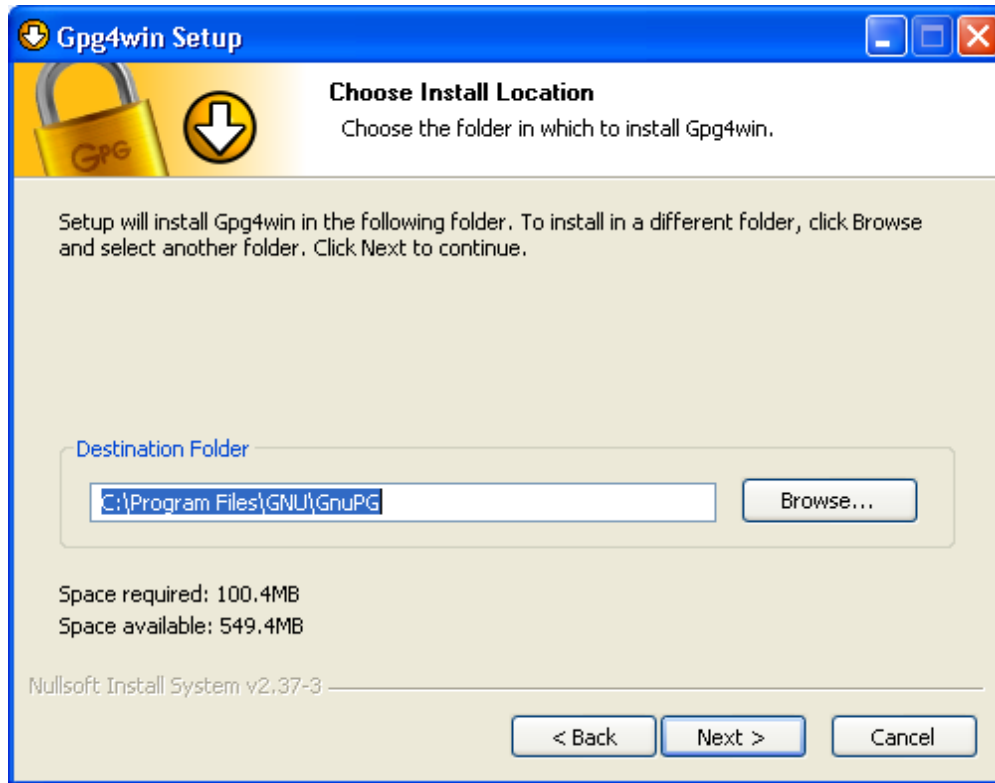 Gpg4win Setup
Choose Install Location
Choose the folder in which to install Gpg4win.
GPG
Setup will install Gpg4win in the following folder. To install in a different folder, click Browse
and select another folder. Click Next to continue.
Destination Folder
C:\Program Files\GNU\GnuPG
Browse...
Space required: 100.4MB
Space available: 549.4MB
Nullsoft Install System v2.37-3
< Back
Next >
Cancel